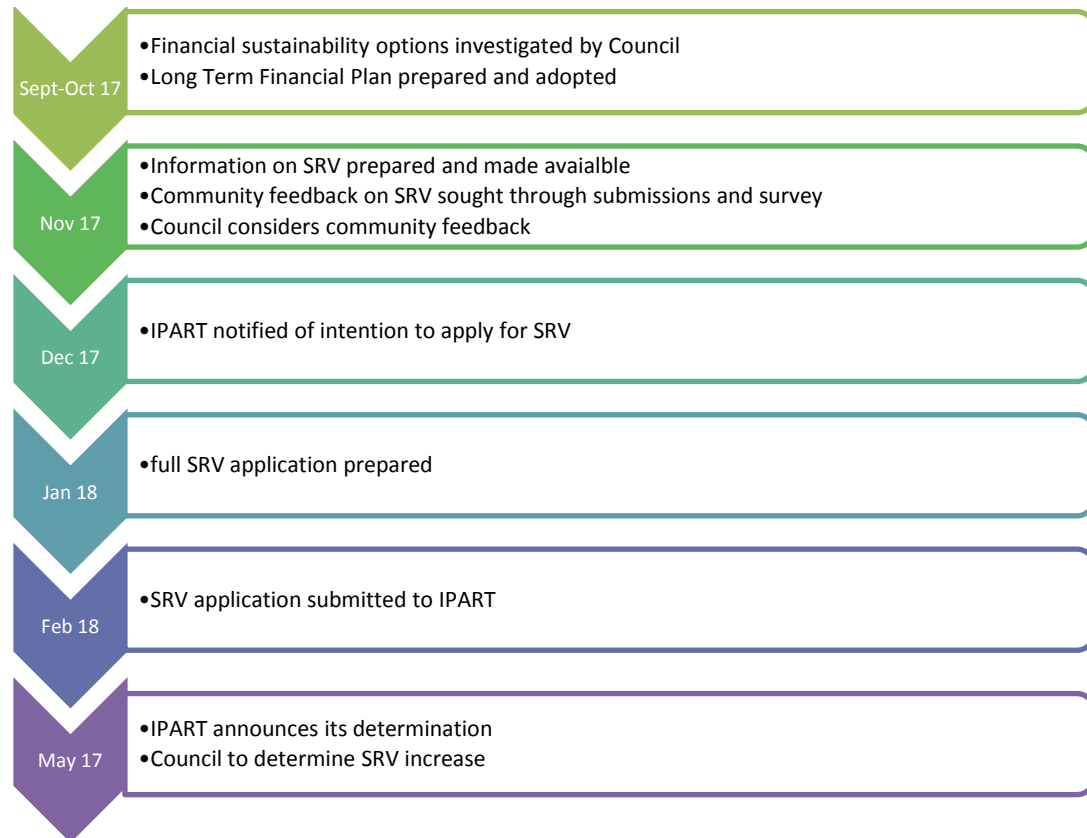 Sept-Oct 17
•Financial sustainability options investigated by Council
•Long Term Financial Plan prepared and adopted
Nov 17
•Information on SRV prepared and made avaialble
•Community feedback on SRV sought through submissions and survey
•Council considers community feedback
Dec 17
•IPART notified of intention to apply for SRV
Jan 18
•full SRV application prepared
Feb 18
•SRV application submitted to IPART
May 17
•IPART announces its determination
•Council to determine SRV increase